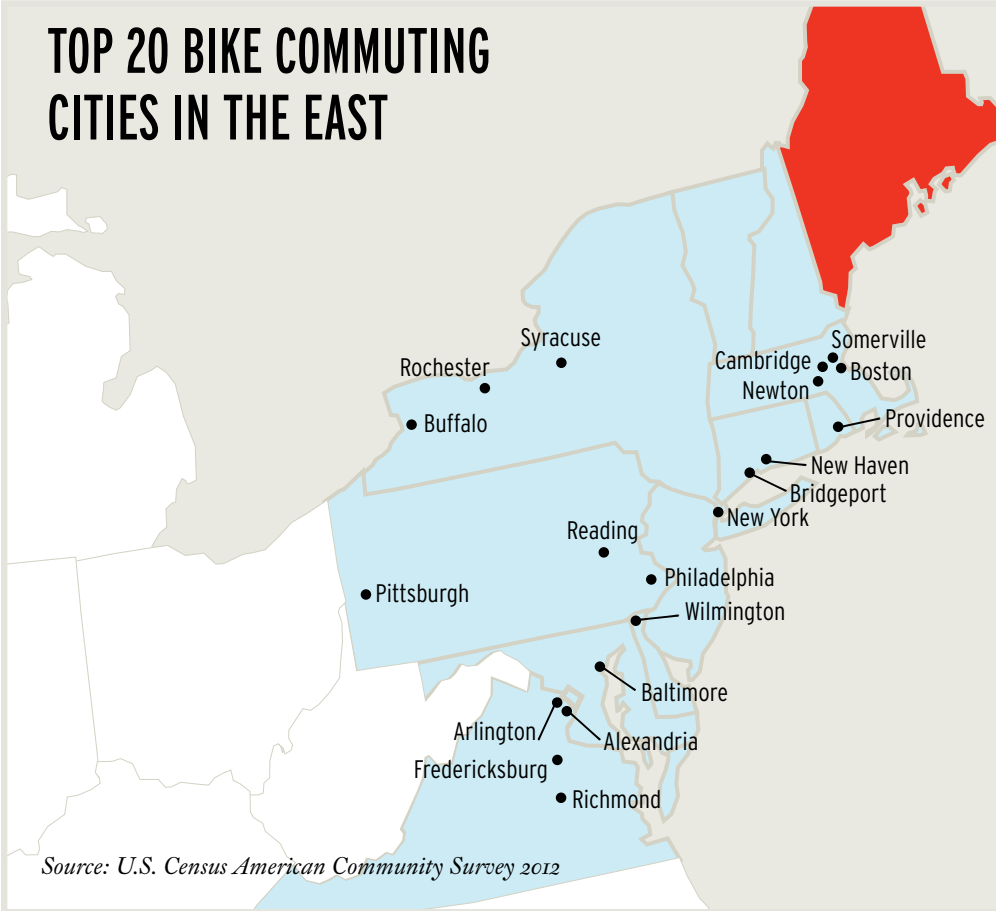 TOP 20 BIKE COMMUTING
CITIES IN THE EAST
Syracuse
Somerville
Rochester
Cambridge
Boston
Newton
Buffalo
Providence
New Haven
Bridgeport
New York
Reading
Philadelphia
Pittsburgh
Wilmington
Baltimore
Arlington
Alexandria
Fredericksburg
Richmond
Source: U.S. Census American Community Survey 2012